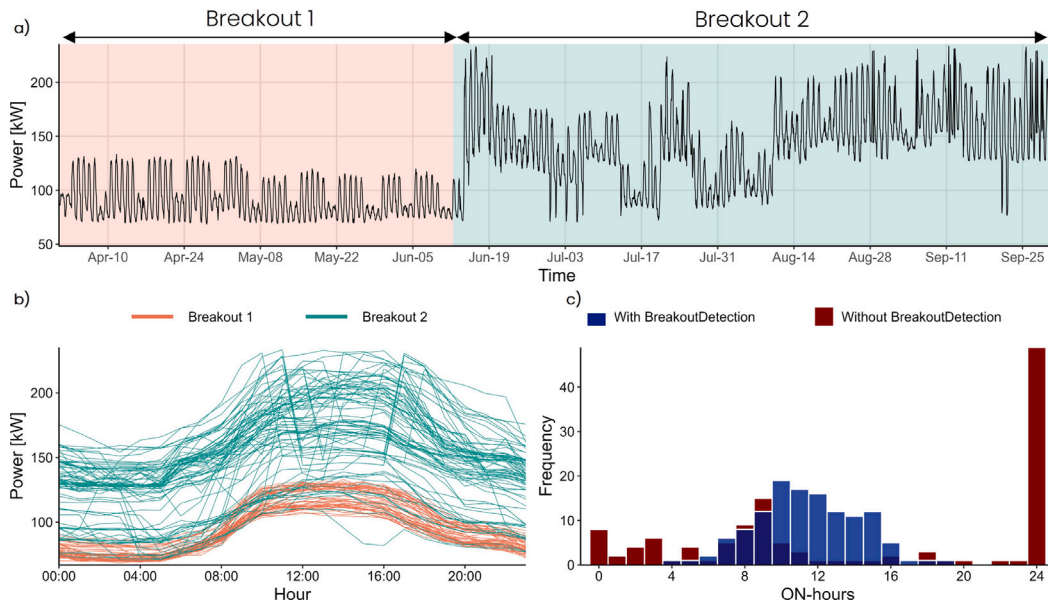 Breakout 1
Breakout 2
a)
Power [kW]
200
150
100
50
Apr-10 Apr-24 May-08 May-22 Jun-05 Jun-19 Jul-03 Jul-17 Jul-31 Aug-14 Aug-28 Sep-11 Sep-25
Time
b)
Breakout 1
Breakout 2
Power [kW]
200
150
100
00:00 04:00 08:00 12:00 16:00 20:00
Hour
c)
With BreakoutDetection
Without BreakoutDetection
Frequency
40
30
20
10
0
0 4 8 12 16 20 24
ON-hours